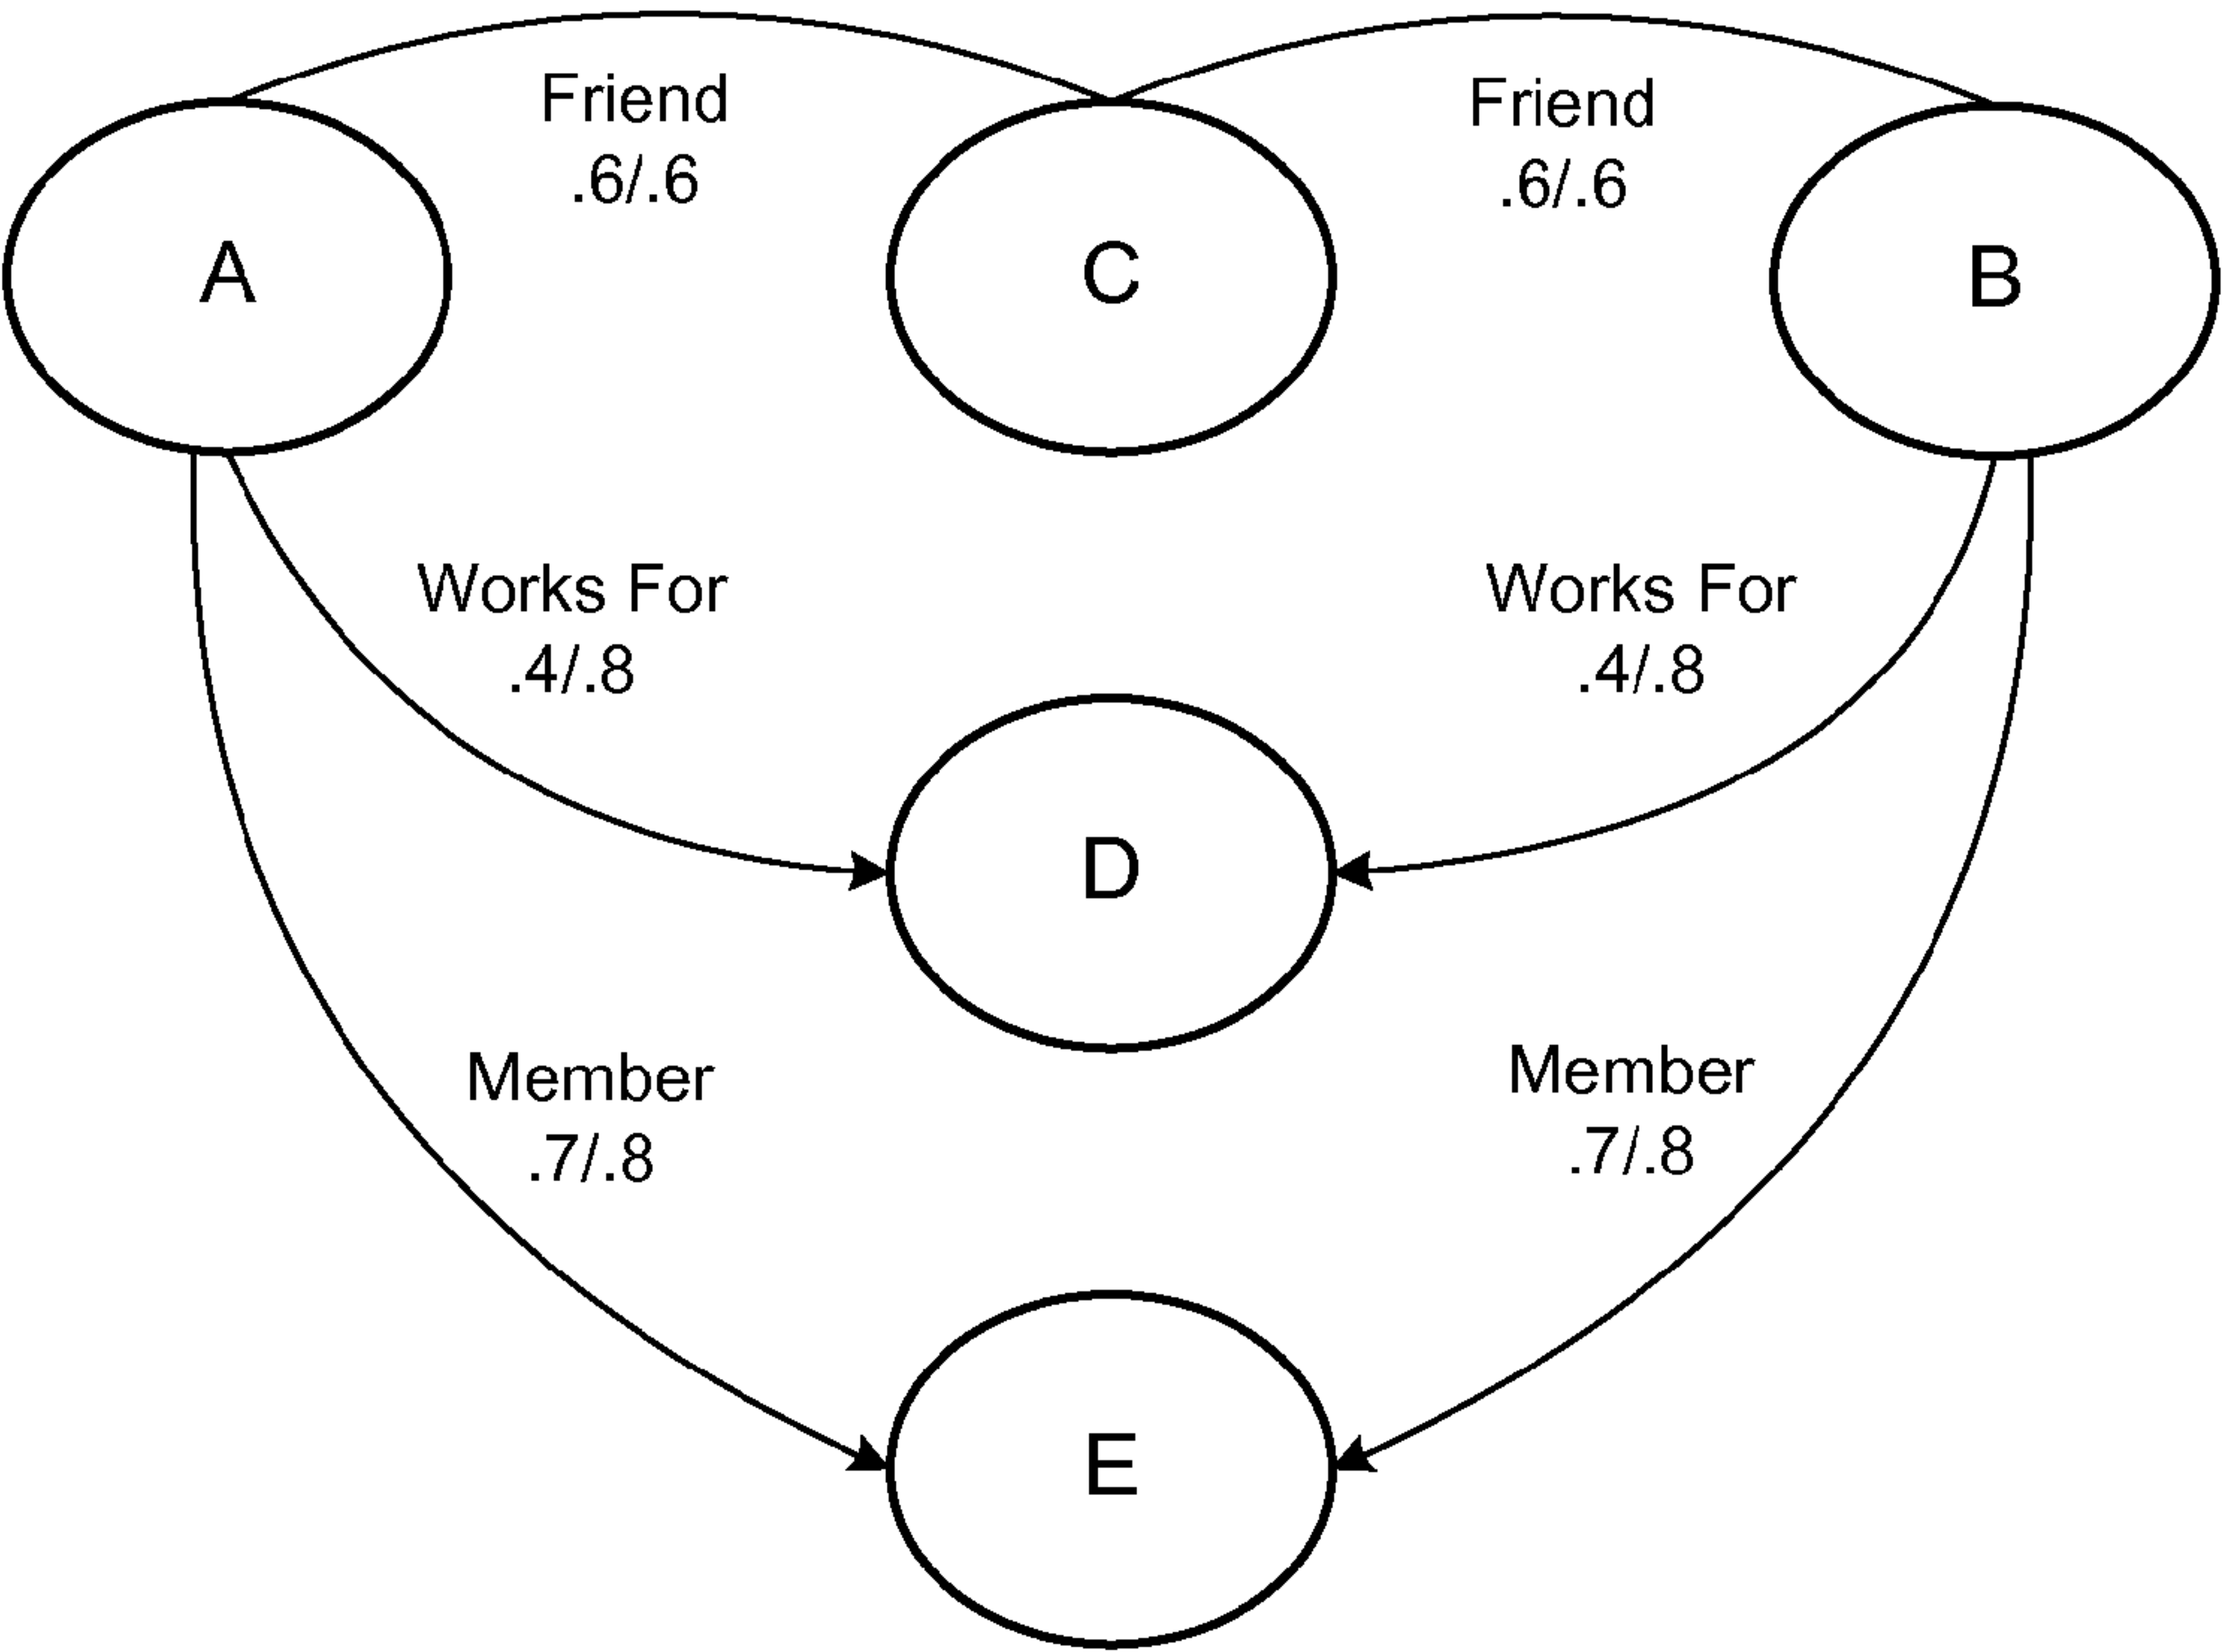 Friend
.6/.6
Friend
.6/.6
A
C
B
Works For
.4/.8
Works For
.4/.8
D
Member
.7/.8
Member
.7/.8
E